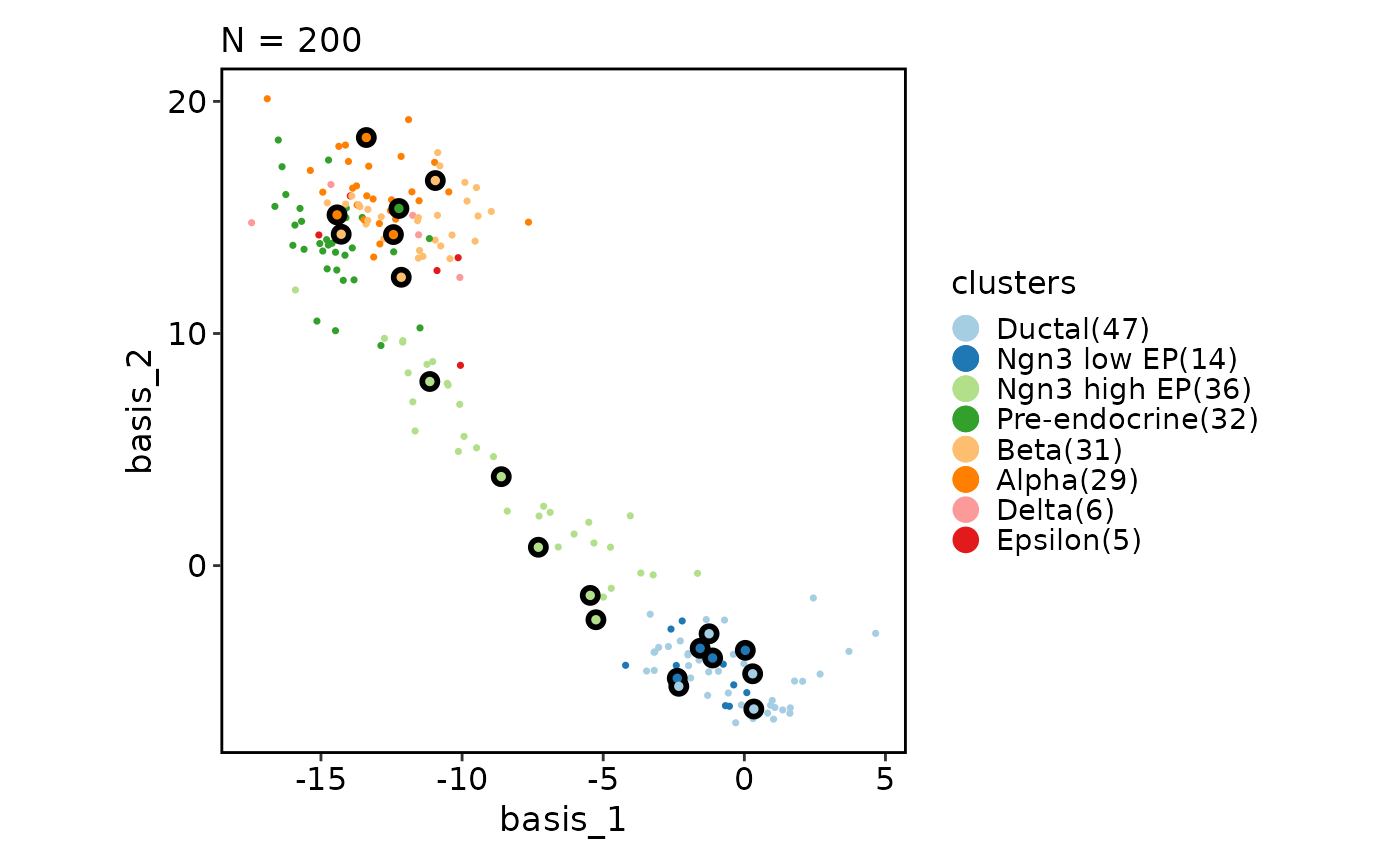 N = 200
20
10
0
basis_2
-15
-10
-5
0
5
basis_1
clusters
Ductal(47)
Ngn3 low EP(14)
Ngn3 high EP(36)
Pre-endocrine(32)
Beta(31)
Alpha(29)
Delta(6)
Epsilon(5)